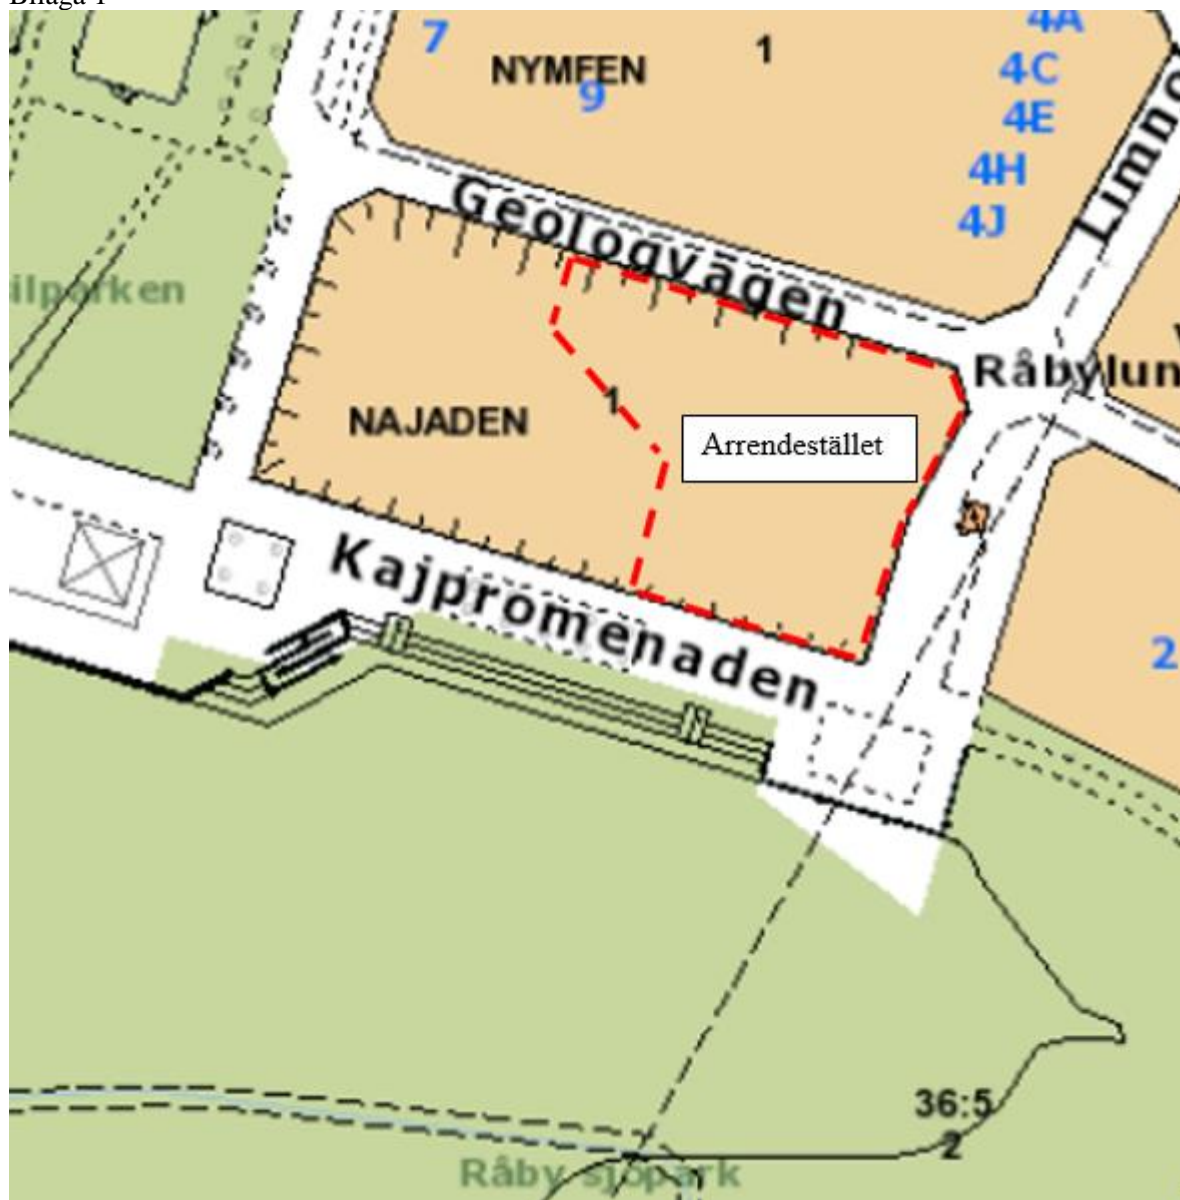 Bilaga 1
4A
7
1
NYMFEN
4C
9
4E
4H
4J
Geologvägen
ilparken
Råbylun
1
NAJADEN
Arrendestället
Kajpromenaden
2
36:5
2
Råby sjöpark